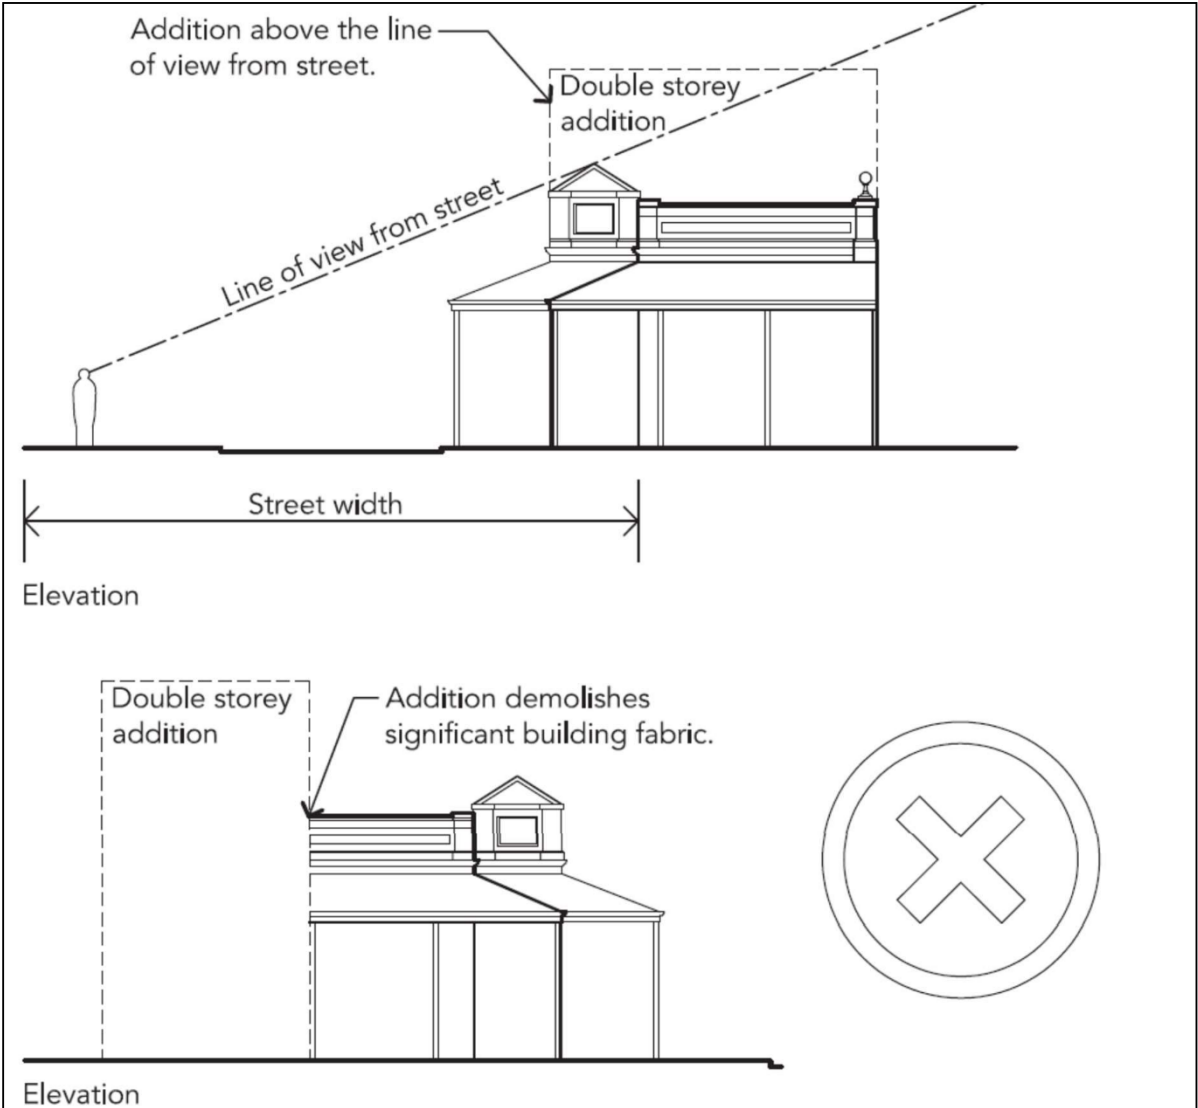 Addition above the line
of view from street.
Double storey
addition
Line of view from street
Street width
Elevation
Double storey
addition
Addition demolishes
significant building fabric.
Elevation